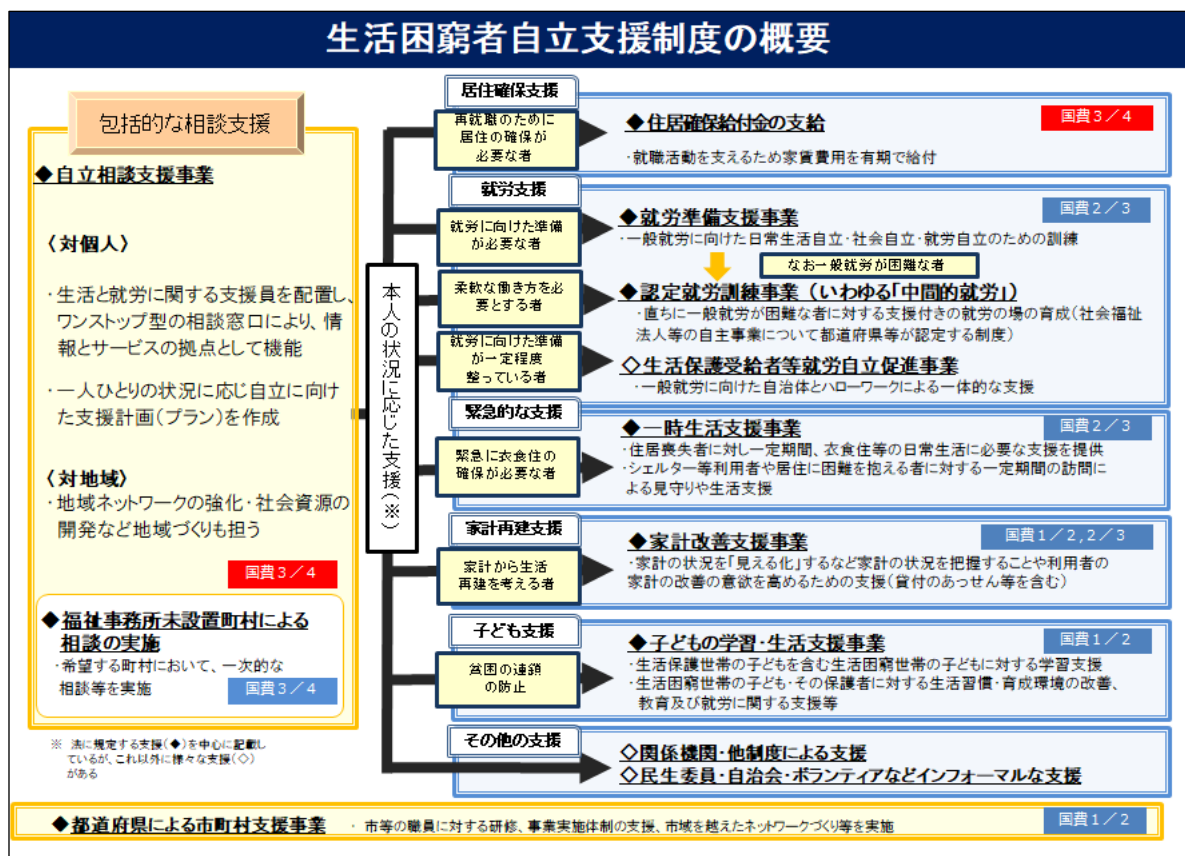 生活困窮者自立支援制度の概要
包括的な相談支援
◆自立相談支援事業
〈対個人〉
・生活と就労に関する支援員を配置し、
ワンストップ型の相談窓口により、情
報とサービスの拠点として機能
・一人ひとりの状況に応じ自立に向け
た支援計画(プラン)を作成
〈対地域〉
・地域ネットワークの強化・社会資源の
開発など地域づくりも担う
国費3/4
◆福祉事務所未設置町村による
相談の実施
・希望する町村において、一次的な
相談等を実施
国費3/4
※ 法に規定する支援(◆)を中心に記載し
ているが、これ以外に様々な支援(◇)
がある
本人の状況に応じた支援(※)
居住確保支援
再就職のために
居住の確保が
必要な者
◆住居確保給付金の支給
国費3/4
・就職活動を支えるため家賃費用を有期で給付
就労支援
就労に向けた準備
が必要な者
◆就労準備支援事業
国費2/3
・一般就労に向けた日常生活自立・社会自立・就労自立のための訓練
なお一般就労が困難な者
柔軟な働き方を必
要とする者
◆認定就労訓練事業(いわゆる「中間的就労」)
・直ちに一般就労が困難な者に対する支援付きの就労の場の育成(社会福祉
法人等の自主事業について都道府県等が認定する制度)
就労に向けた準備
が一定程度
整っている者
◇生活保護受給者等就労自立促進事業
・一般就労に向けた自治体とハローワークによる一体的な支援
緊急的な支援
緊急に衣食住の
確保が必要な者
◆一時生活支援事業
国費2/3
・住居喪失者に対し一定期間、衣食住等の日常生活に必要な支援を提供
・シェルター等利用者や居住に困難を抱える者に対する一定期間の訪問に
よる見守りや生活支援
家計再建支援
家計から生活
再建を考える者
◆家計改善支援事業
国費1/2,2/3
・家計の状況を「見える化」するなど家計の状況を把握することや利用者の
家計の改善の意欲を高めるための支援(貸付のあっせん等を含む)
子ども支援
貧困の連鎖
の防止
◆子どもの学習・生活支援事業
国費1/2
・生活保護世帯の子どもを含む生活困窮世帯の子どもに対する学習支援
・生活困窮世帯の子ども・その保護者に対する生活習慣・育成環境の改善、
教育及び就労に関する支援等
その他の支援
◇関係機関・他制度による支援
◇民生委員・自治会・ボランティアなどインフォーマルな支援
◆都道府県による市町村支援事業 ・市等の職員に対する研修、事業実施体制の支援、市域を越えたネットワークづくり等を実施
国費1/2